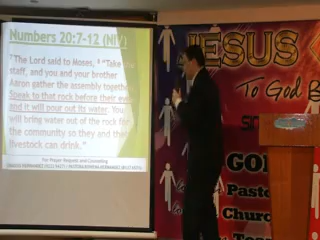 Numbers 20:7-12 (NIV)
"The Lord said to Moses, 8 "Take
staff, and you and your brother
Aaron gather the assembly together.
Speak to that rock before their eyes
and it will pour out its water. You
will bring water out of the rock for
the community so they and their
livestock can drink."
For Prayer Request and Counseling
JESUS
To God B
GO
Pasto
Church